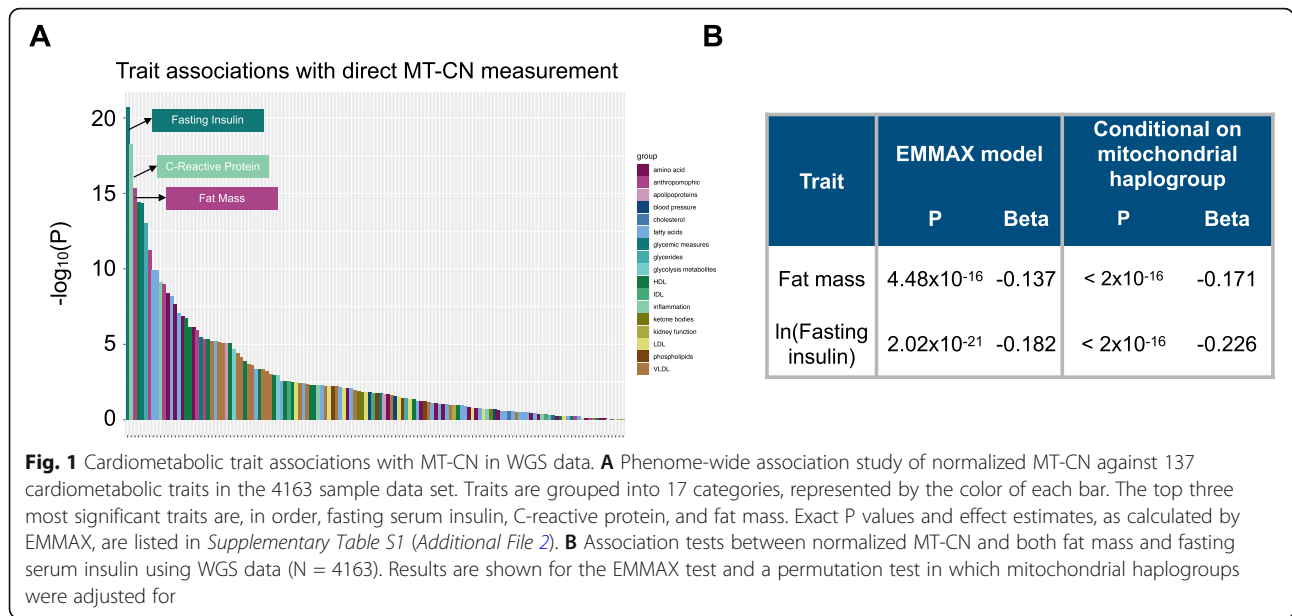 A
Trait associations with direct MT-CN measurement
-log10(P)
20
15
10
5
0
Fasting Insulin
C-Reactive Protein
Fat Mass
group
amino acid
anthropomophic
apolipoproteins
blood pressure
cholesterol
fatty acids
glycemic measures
glycerides
glycolysis metabolites
HDL
IDL
inflammation
ketone bodies
kidney function
LDL
phospholipids
VLDL
B
Trait EMMAX model Conditional on mitochondrial haplogroup
P Beta P Beta
Fat mass 4.48x10-16 -0.137 < 2x10-16 -0.171
ln(Fasting insulin) 2.02x10-21 -0.182 < 2x10-16 -0.226
Fig. 1 Cardiometabolic trait associations with MT-CN in WGS data. A Phenome-wide association study of normalized MT-CN against 137
cardiometabolic traits in the 4163 sample data set. Traits are grouped into 17 categories, represented by the color of each bar. The top three
most significant traits are, in order, fasting serum insulin, C-reactive protein, and fat mass. Exact P values and effect estimates, as calculated by
EMMAX, are listed in Supplementary Table S1 (Additional File 2). B Association tests between normalized MT-CN and both fat mass and fasting
serum insulin using WGS data (N = 4163). Results are shown for the EMMAX test and a permutation test in which mitochondrial haplogroups
were adjusted for